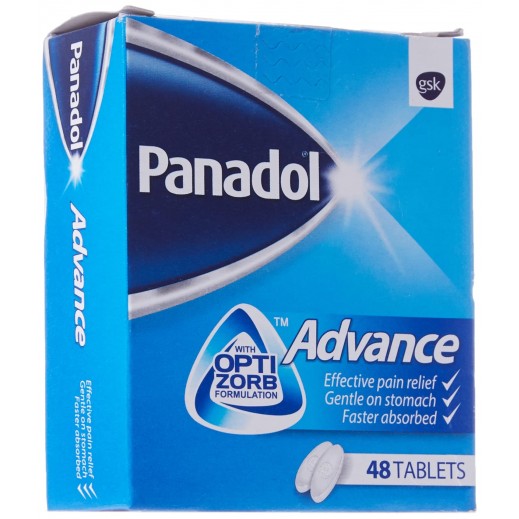 Panadol
Advance
Effective pain relief
Gentle on stomach
Faster absorbed
gsk
Panadol®
WITH
OPTI
ZORB
FORMULATION
™
Advance
Effective pain relief
Gentle on stomach
Faster absorbed
48 TABLETS